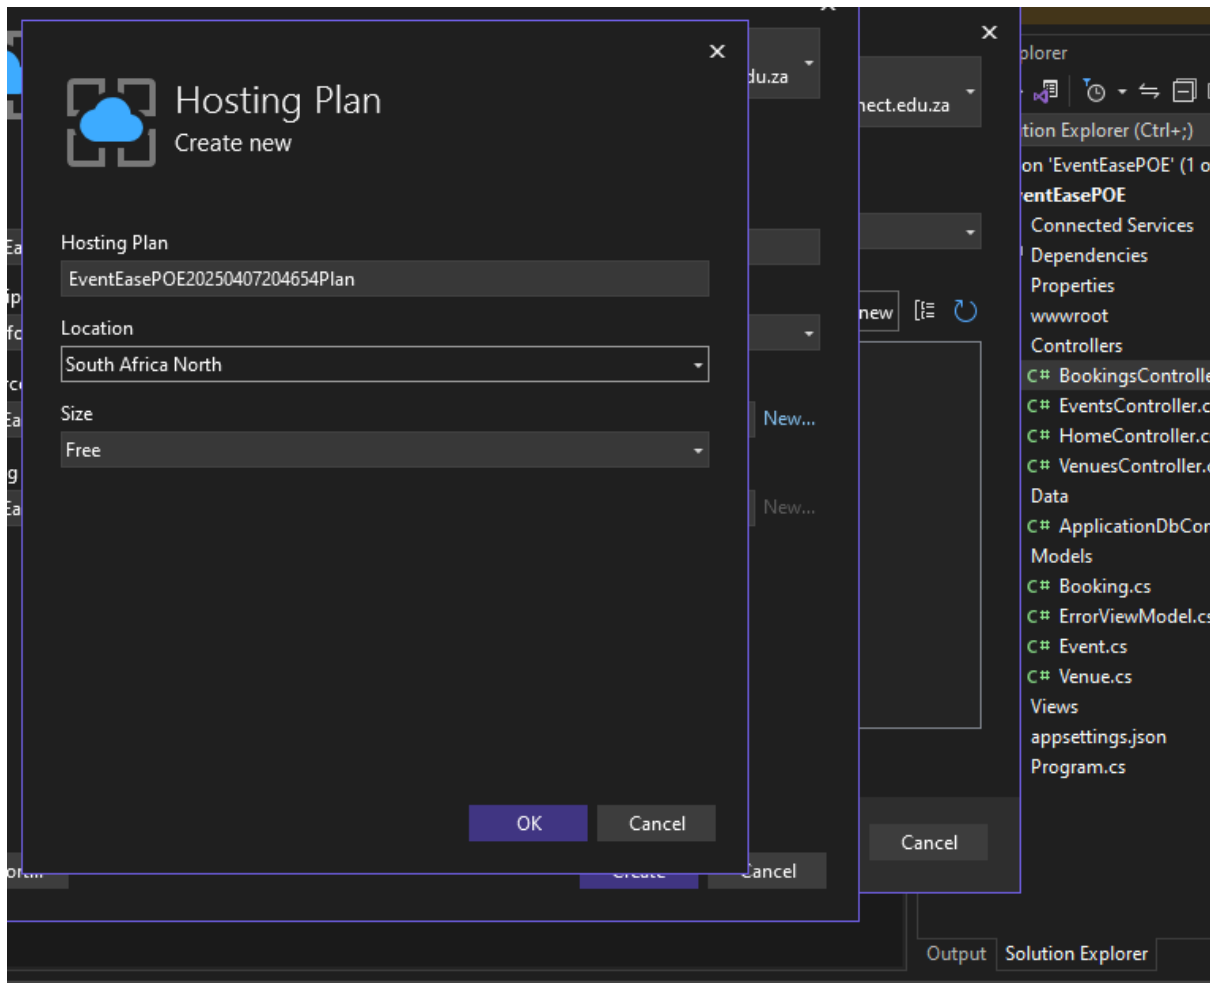 Hosting Plan
Create new
Hosting Plan
EventEasePOE20250407204654Plan
Location
South Africa North
Size
Free
OK
Cancel
du.za
New...
New...
Create
Cancel
nect.edu.za
new
Cancel
plorer
tion Explorer (Ctrl+;)
on 'EventEasePOE' (1 o
entEasePOE
Connected Services
Dependencies
Properties
wwwroot
Controllers
C# BookingsControlle
C# EventsController.c
C# HomeController.c
C# VenuesController.
Data
C# ApplicationDbCon
Models
C# Booking.cs
C# ErrorViewModel.cs
C# Event.cs
C# Venue.cs
Views
appsettings.json
Program.cs
Output
Solution Explorer